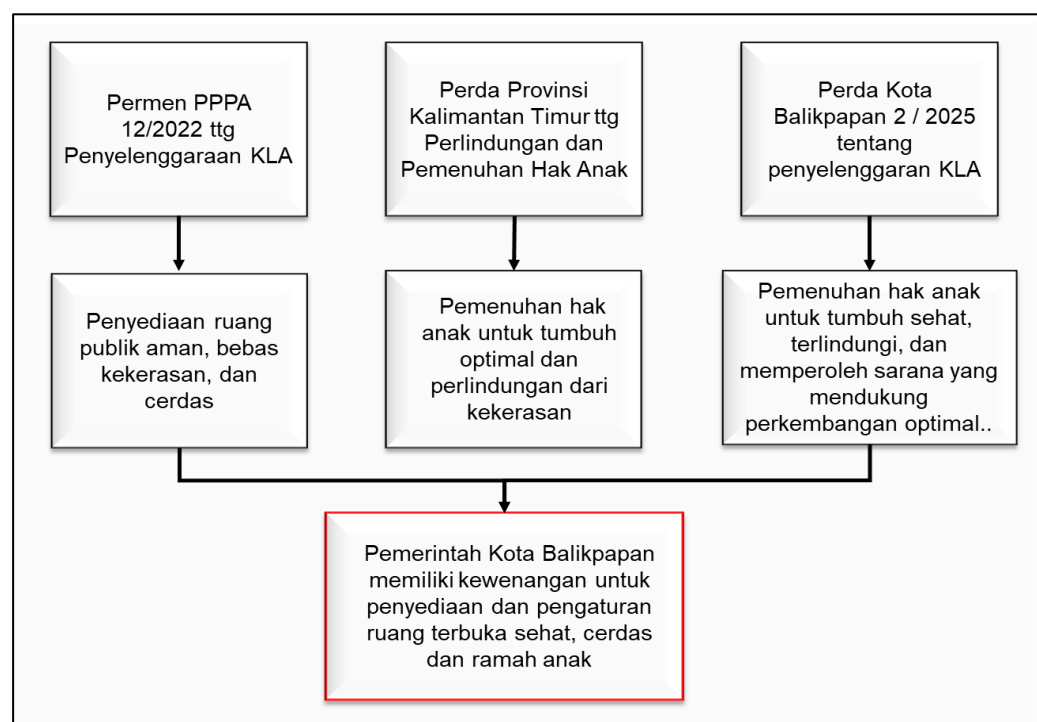 Permen PPPA
12/2022 ttg
Penyelenggaraan KLA
Perda Provinsi
Kalimantan Timur ttg
Perlindungan dan
Pemenuhan Hak Anak
Perda Kota
Balikpapan 2 / 2025
tentang
penyelenggaran KLA
Penyediaan ruang
publik aman, bebas
kekerasan, dan
cerdas
Pemenuhan hak
anak untuk tumbuh
optimal dan
perlindungan dari
kekerasan
Pemenuhan hak anak
untuk tumbuh sehat,
terlindungi, dan
memperoleh sarana yang
mendukung
perkembangan optimal..
Pemerintah Kota Balikpapan
memiliki kewenangan untuk
penyediaan dan pengaturan
ruang terbuka sehat, cerdas
dan ramah anak